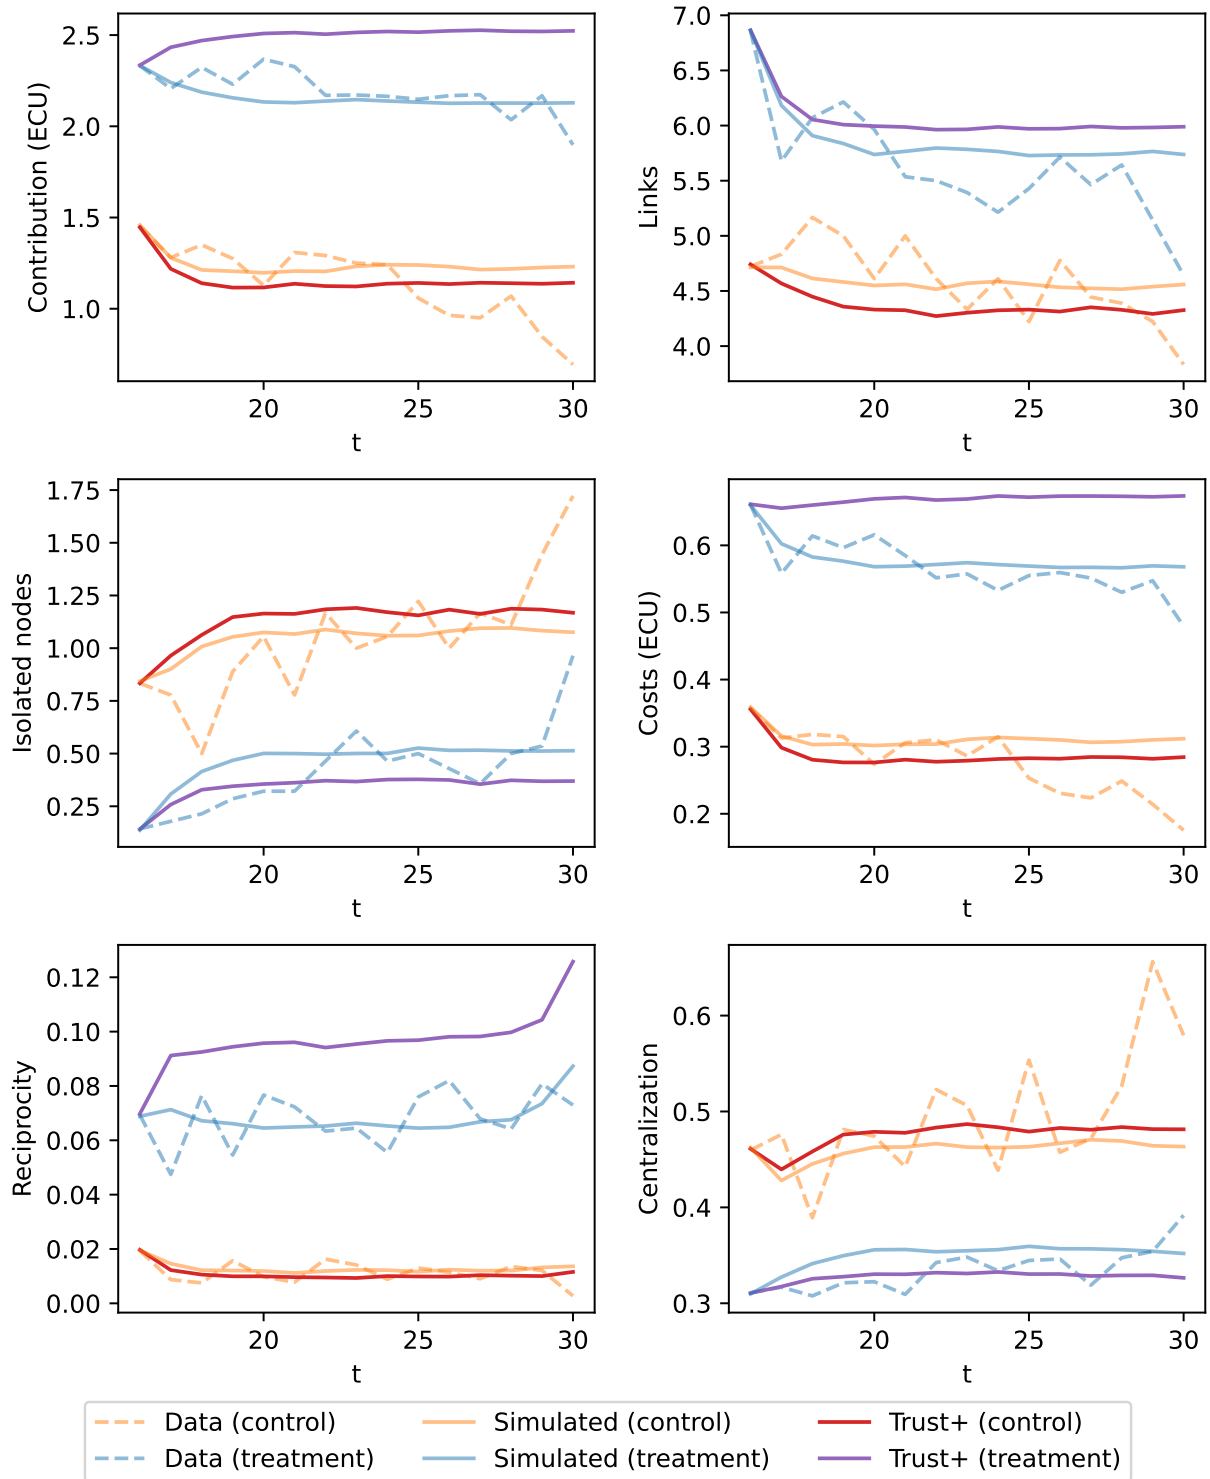 Contribution (ECU)
2.5
2.0
1.5
1.0
20 25 30
t
Links
7.0
6.5
6.0
5.5
5.0
4.5
4.0
20 25 30
t
Isolated nodes
1.75
1.50
1.25
1.00
0.75
0.50
0.25
20 25 30
t
Costs (ECU)
0.6
0.5
0.4
0.3
0.2
20 25 30
t
Reciprocity
0.12
0.10
0.08
0.06
0.04
0.02
0.00
20 25 30
t
Centralization
0.6
0.5
0.4
0.3
20 25 30
t
Data (control) Simulated (control) Trust+ (control)
Data (treatment) Simulated (treatment) Trust+ (treatment)